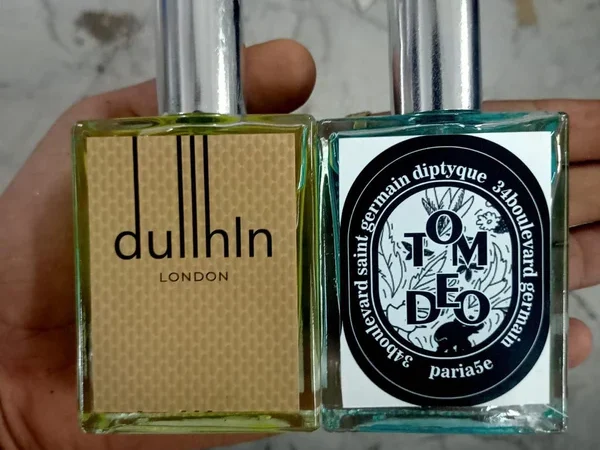 dullhln
LONDON
34boulevard saint germain diptyque 34boulevard germain
TOM
DEO
paria5e